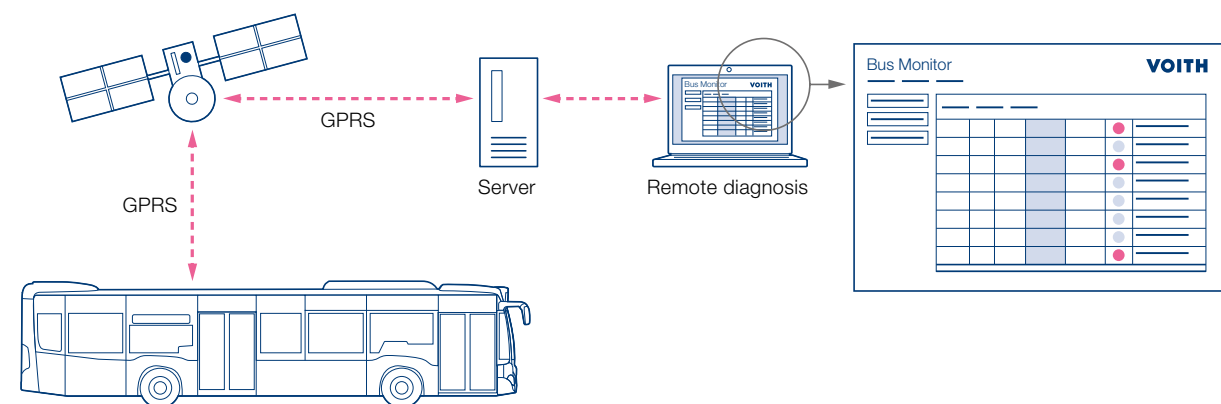 GPRS
GPRS
Server
Bus Monitor VOITH
Remote diagnosis
Bus Monitor VOITH